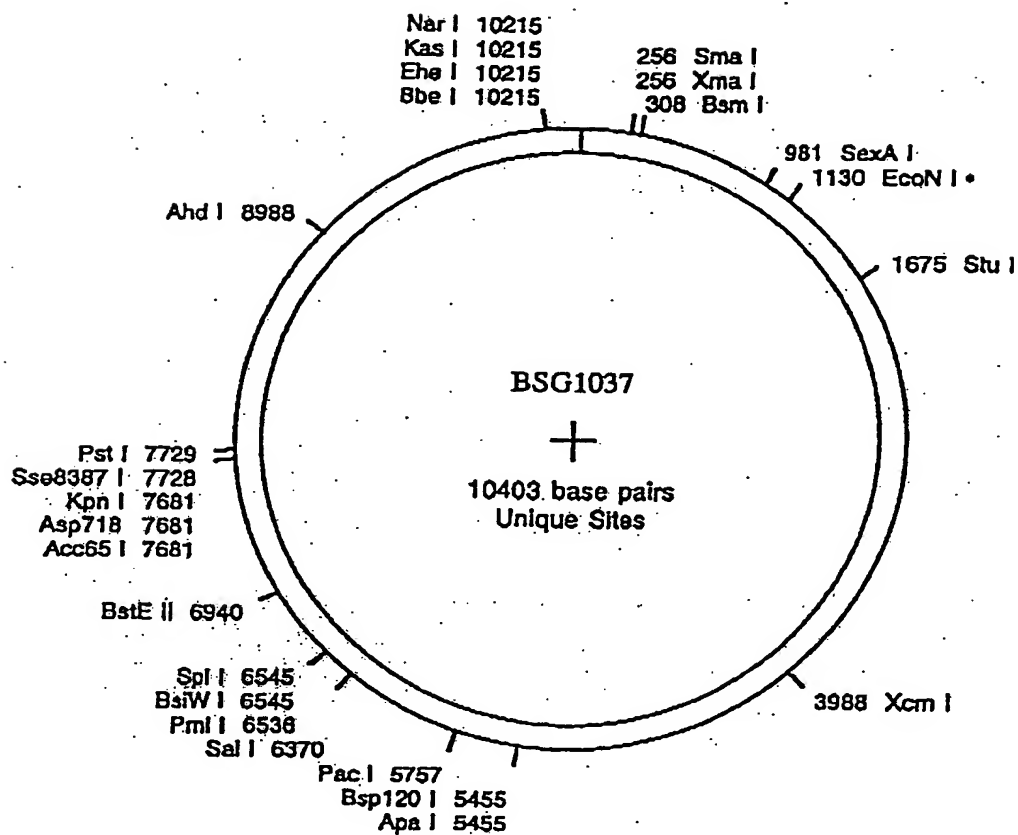 Nar I 10215
Kas I 10215
Ehe I 10215
Bbe I 10215
256 Sma I
256 Xma I
308 Bsm I
981 SexA I
1130 EcoN I •
1675 Stu I
Ahd I 8988
BSG1037
10403 base pairs
Unique Sites
Pst I 7729
Sse8387 I 7728
Kpn I 7681
Asp718 7681
Acc65 I 7681
BstE II 6940
Spl I 6545
BsiW I 6545
Pml I 6536
Sal I 6370
Pac I 5757
Bsp120 I 5455
Apa I 5455
3988 Xcm I